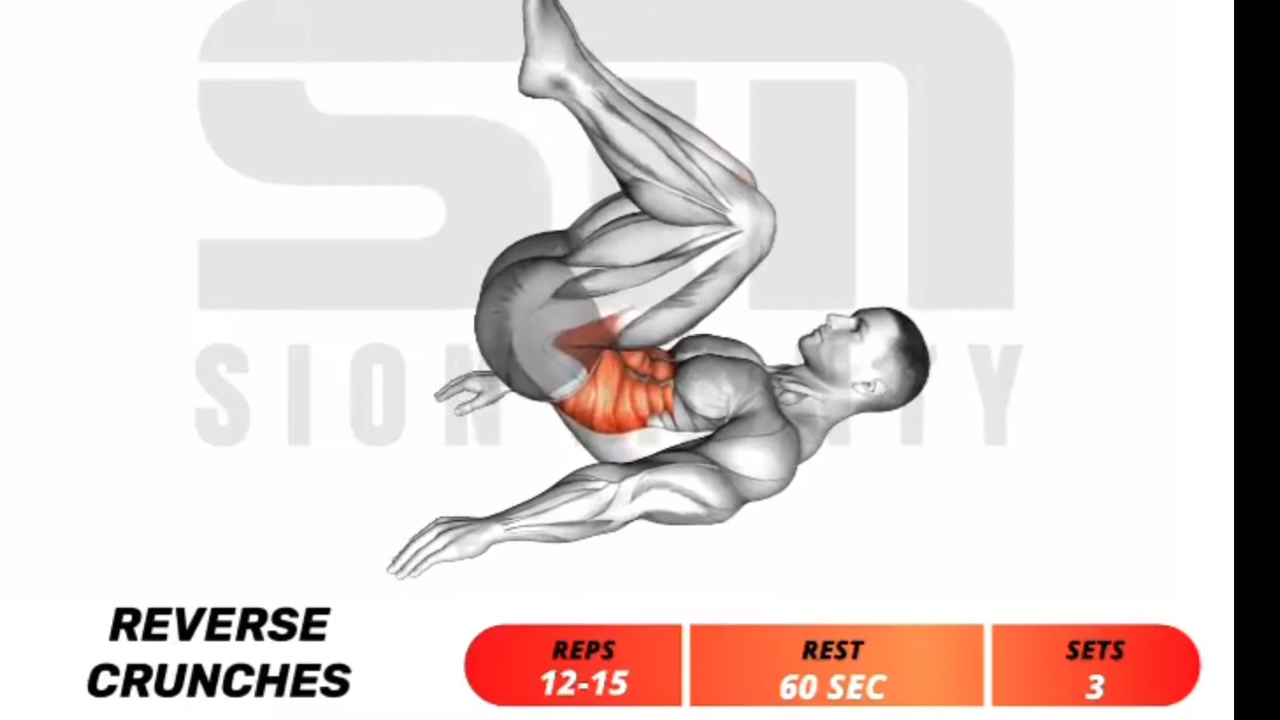 REVERSE
CRUNCHES
REPS
12-15
REST
60 SEC
SETS
3